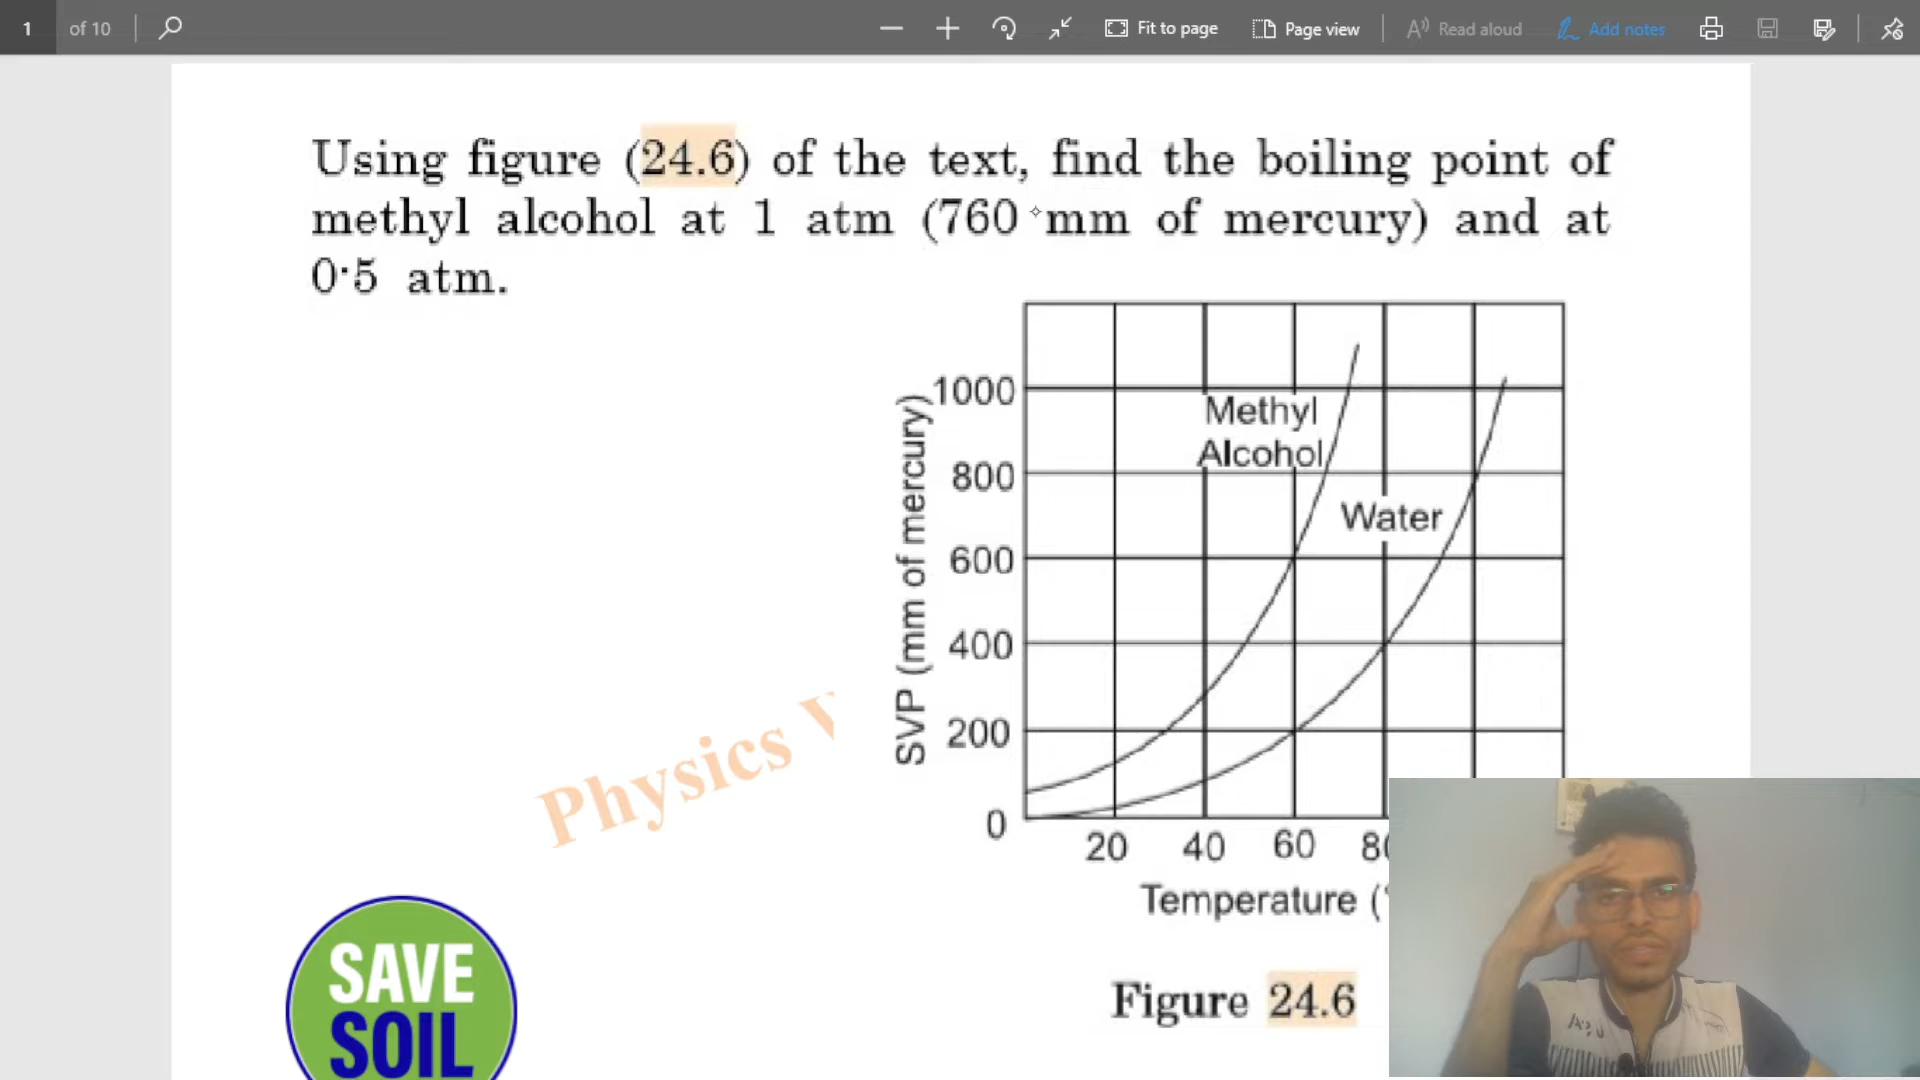 1 of 10 Fit to page Page view Read aloud Add notes
Using figure (24.6) of the text, find the boiling point of
methyl alcohol at 1 atm (760 mm of mercury) and at
0·5 atm.
1000
800
600
400
200
0
SVP (mm of mercury)
Methyl
Alcohol
Water
20 40 60
Temperature (
Figure 24.6
Physics
SAVE
SOIL